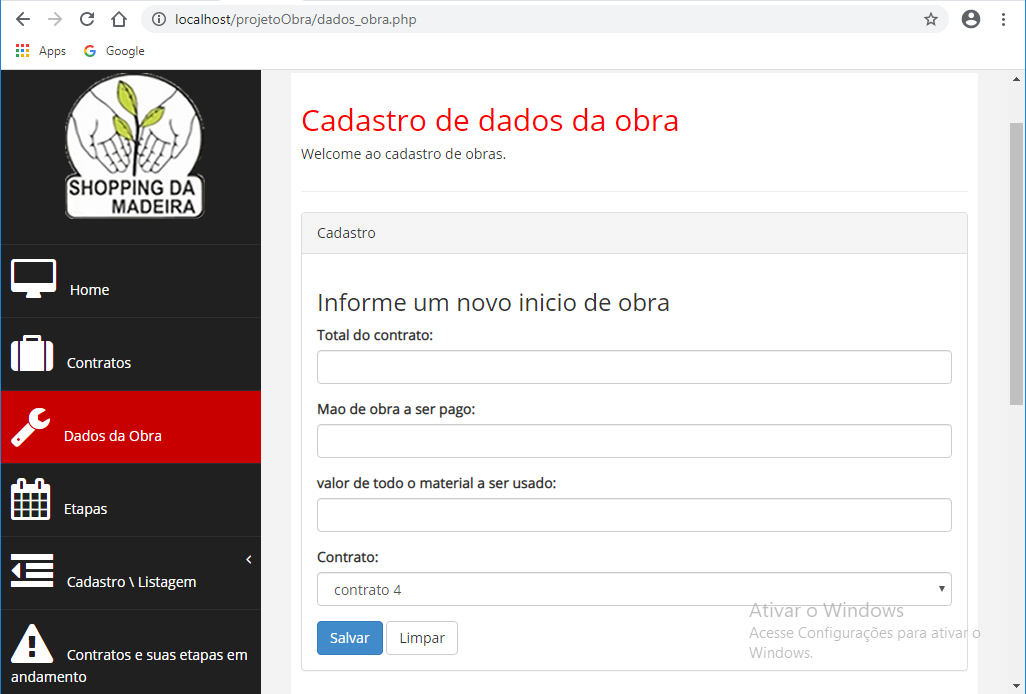 localhost/projetoObra/dados_obra.php
Apps
Google
SHOPPING DA
MADEIRA
Home
Contratos
Dados da Obra
Etapas
Cadastro \ Listagem
Contratos e suas etapas em
andamento
Cadastro de dados da obra
Welcome ao cadastro de obras.
Cadastro
Informe um novo inicio de obra
Total do contrato:
Mao de obra a ser pago:
valor de todo o material a ser usado:
Contrato:
contrato 4
Salvar
Limpar
Ativar o Windows
Acesse Configurações para ativar o
Windows.